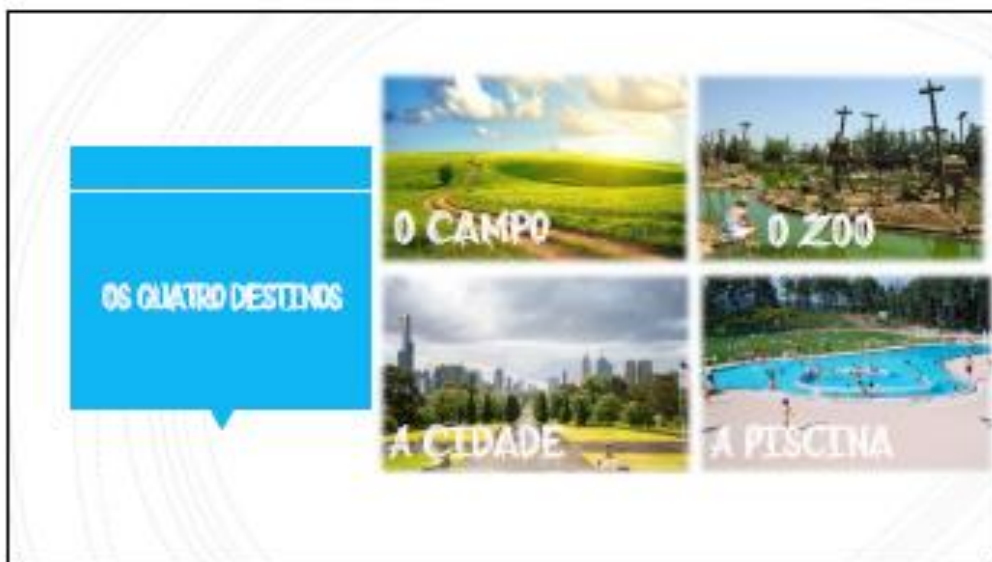 OS QUATRO DESTINOS
O CAMPO
O ZOO
A CIDADE
A PISCINA